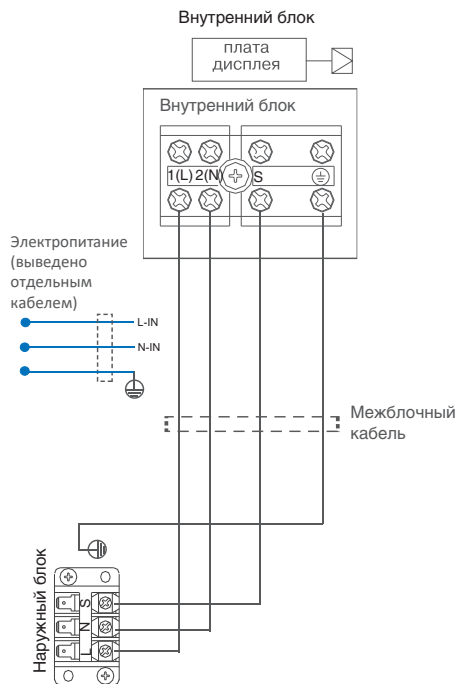 Внутренний блок
плата
дисплея
Внутренний блок
1(L) 2(N) S
Электропитание
(выведено
отдельным
кабелем)
L-IN
N-IN
Межблочный
кабель
Наружный блок
S
N
L